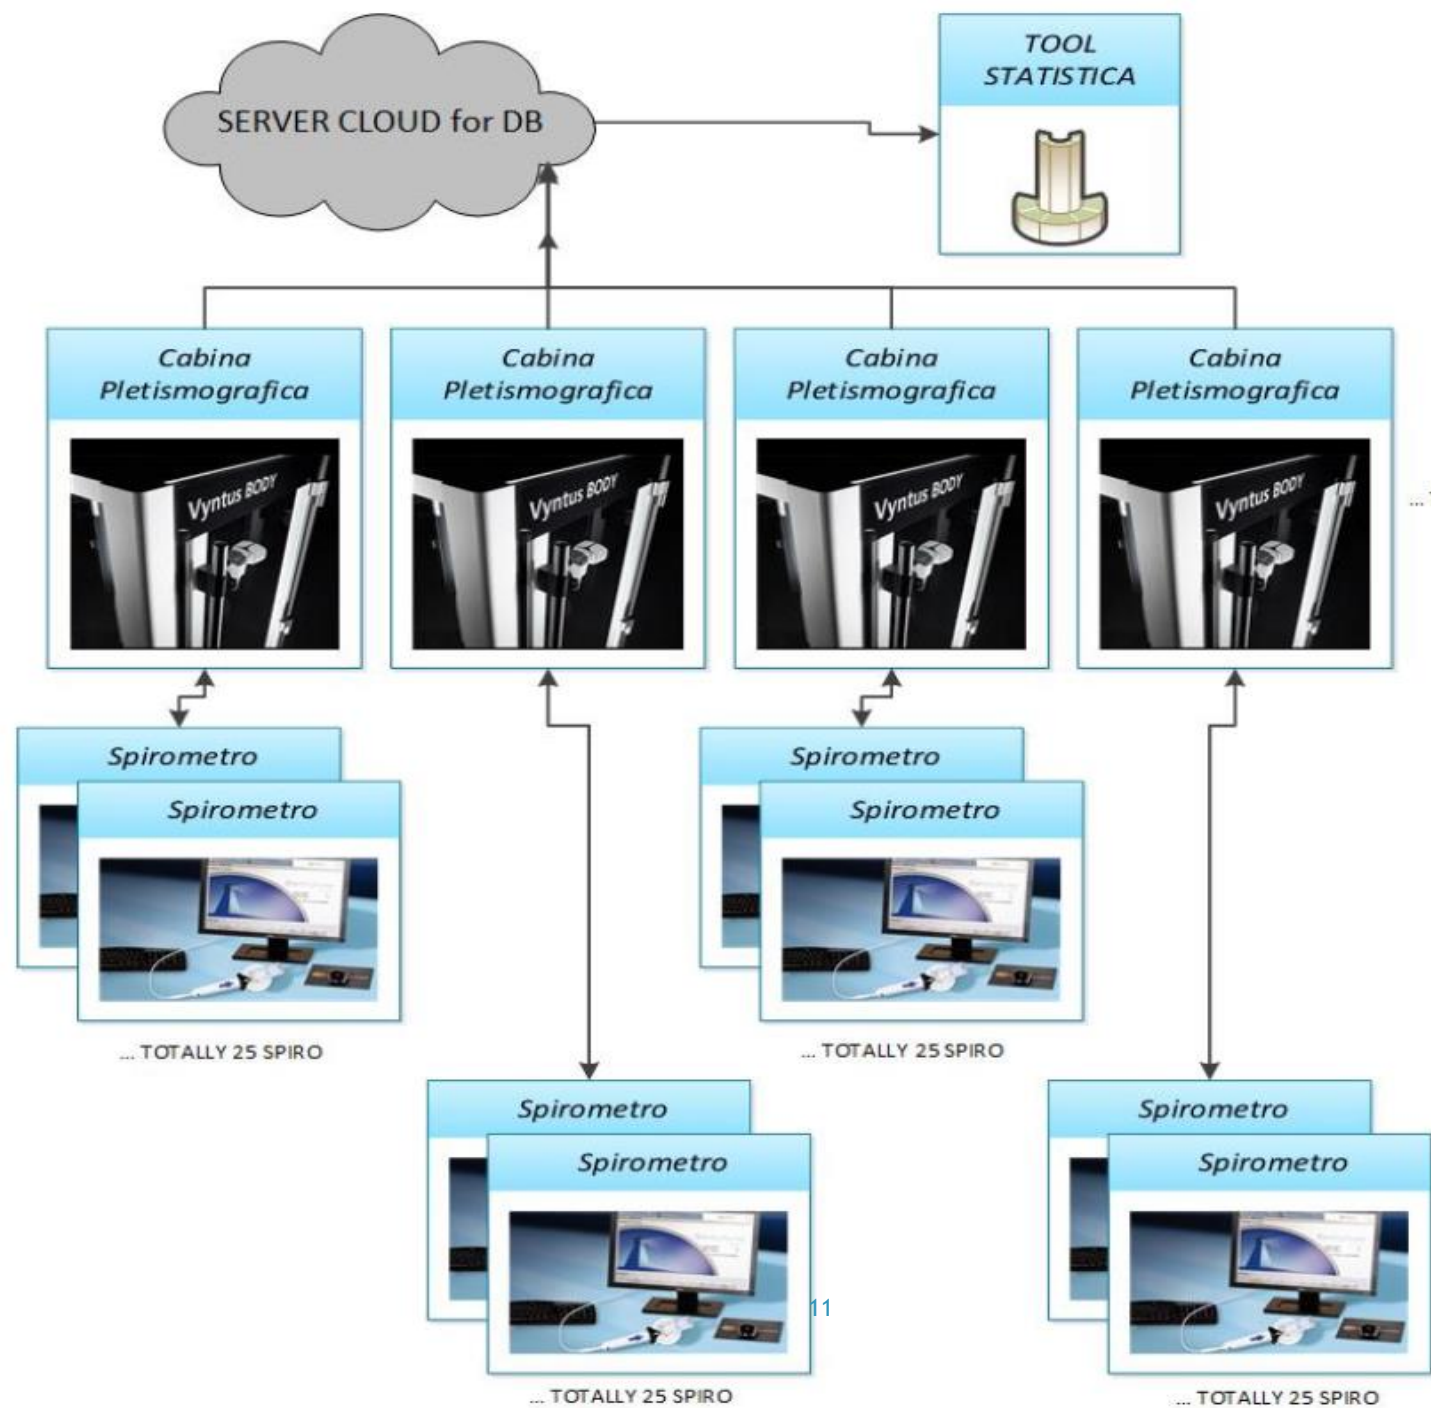 TOOL
STATISTICA
SERVER CLOUD for DB
Cabina
Pletismografica
Cabina
Pletismografica
Cabina
Pletismografica
Cabina
Pletismografica
Vyntus BODY
Vyntus BODY
Vyntus BODY
Vyntus BODY
...
Spirometro
Spirometro
Spirometro
Spirometro
... TOTALLY 25 SPIRO
... TOTALLY 25 SPIRO
Spirometro
Spirometro
Spirometro
Spirometro
11
... TOTALLY 25 SPIRO
... TOTALLY 25 SPIRO